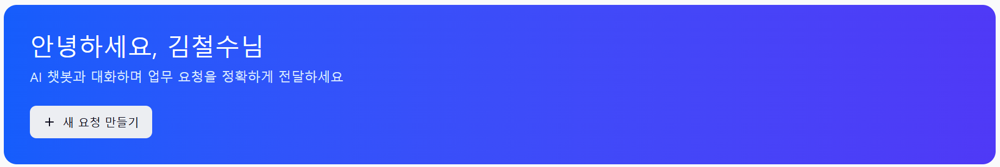 안녕하세요, 김철수님
AI 챗봇과 대화하며 업무 요청을 정확하게 전달하세요
+ 새 요청 만들기